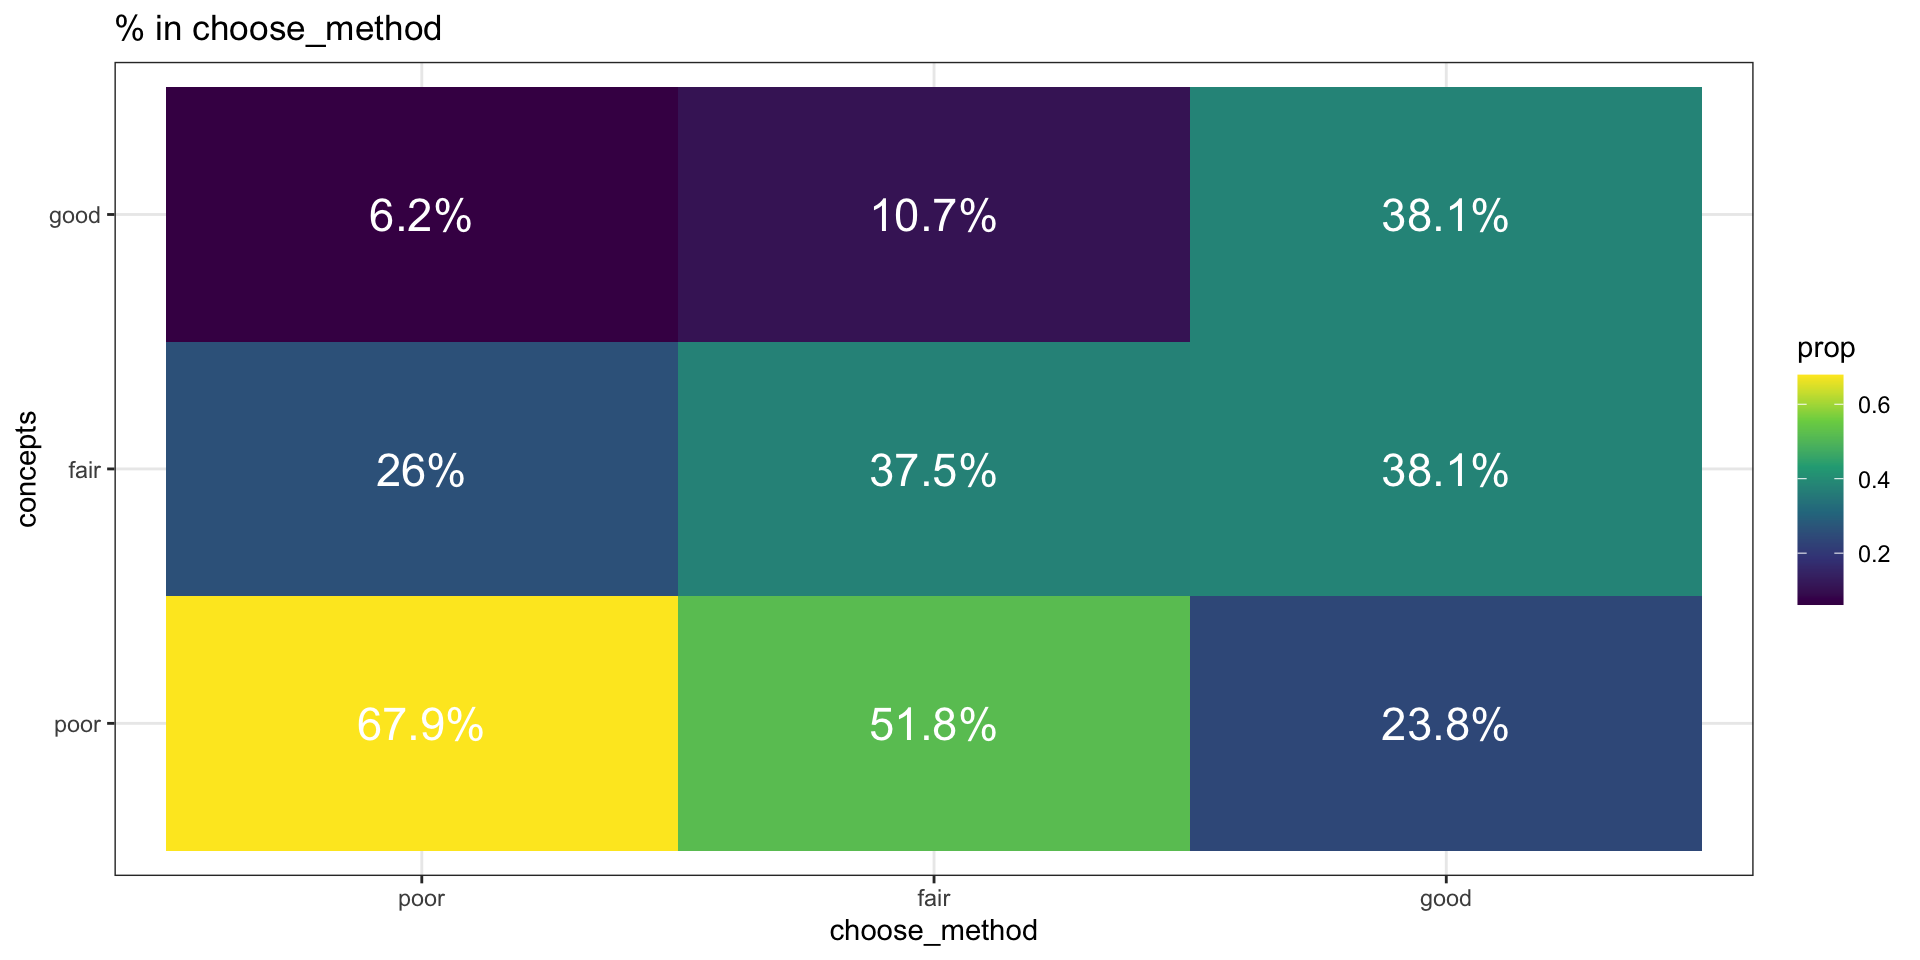 % in choose_method
good
fair
poor
concepts
6.2%
10.7%
38.1%
26%
37.5%
38.1%
67.9%
51.8%
23.8%
poor
fair
good
choose_method
prop
0.6
0.4
0.2